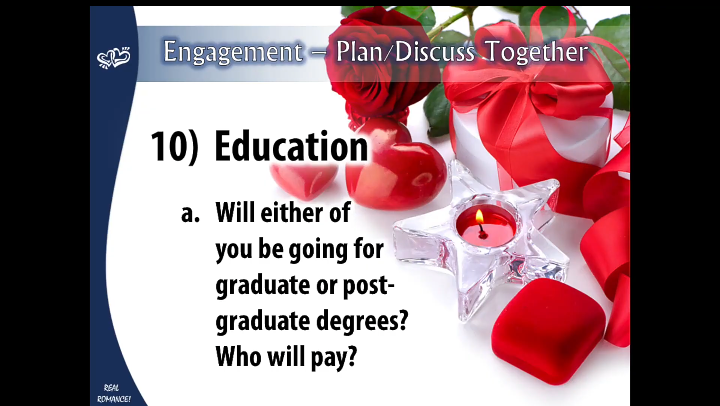 Engagement – Plan/Discuss Together
10) Education
a. Will either of
you be going for
graduate or post-
graduate degrees?
Who will pay?
REAL
ROMANCE!